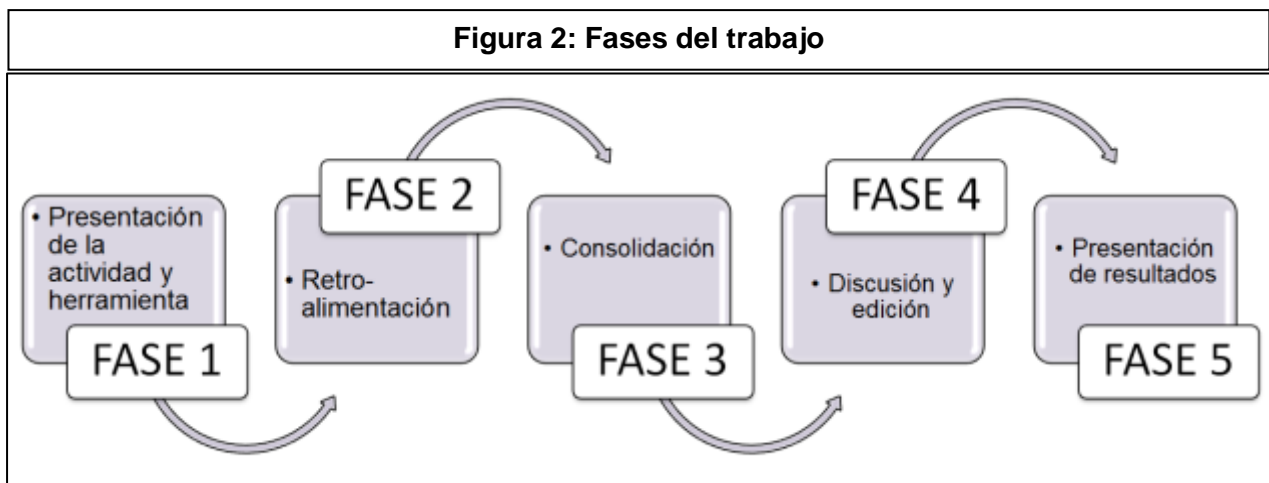 Figura 2: Fases del trabajo
• Presentación
de la
actividad y
herramienta
FASE 1
FASE 2
• Retro-
alimentación
• Consolidación
FASE 3
FASE 4
• Discusión y
edición
• Presentación
de resultados
FASE 5